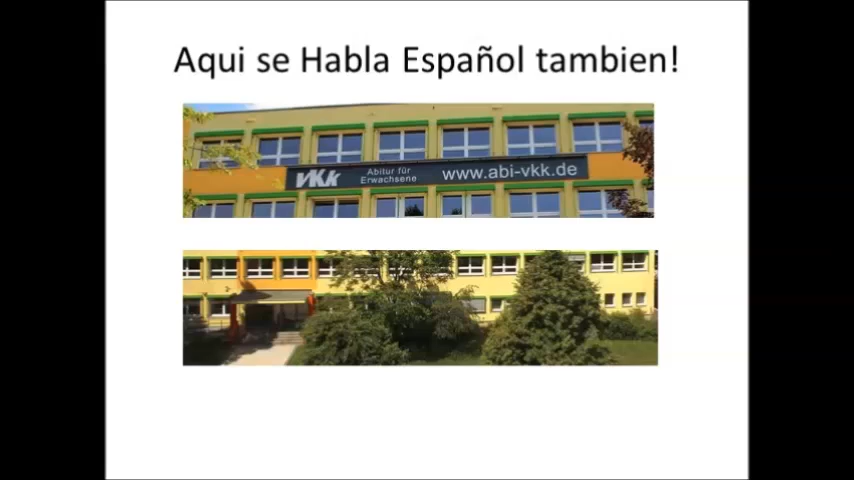 Aqui se Habla Español tambien!
VKK
Abitur für
Erwachsene
www.abi-vkk.de